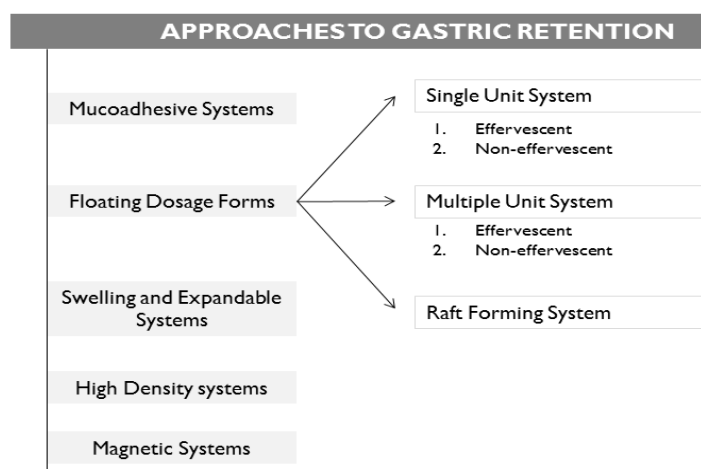 APPROACHES TO GASTRIC RETENTION
Mucoadhesive Systems
Floating Dosage Forms
Swelling and Expandable
Systems
High Density systems
Magnetic Systems
Single Unit System
1. Effervescent
2. Non-effervescent
Multiple Unit System
1. Effervescent
2. Non-effervescent
Raft Forming System